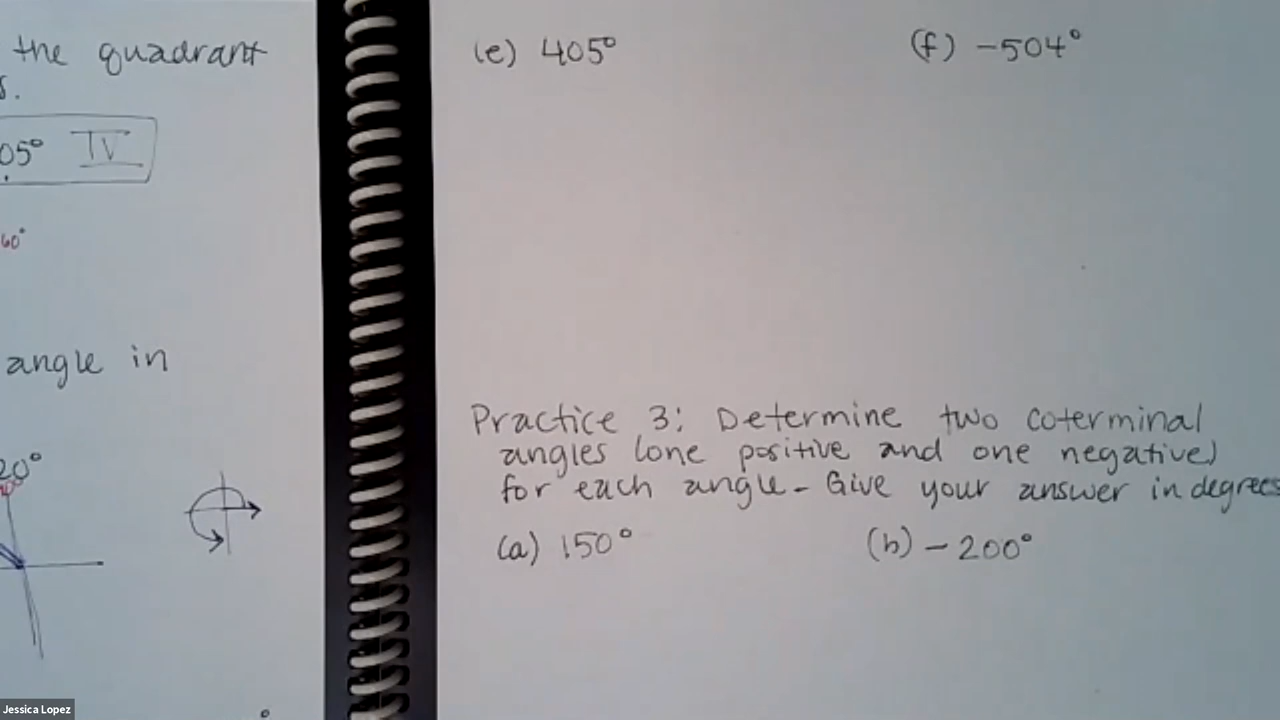 the quadrant
s.
05° IV
60°
angle in
20°
(e) 405° (f) -504°
Practice 3: Determine two coterminal
angles (one positive and one negative)
for each angle. Give your answer in degrees
(a) 150° (b) -200°
Jessica Lopez